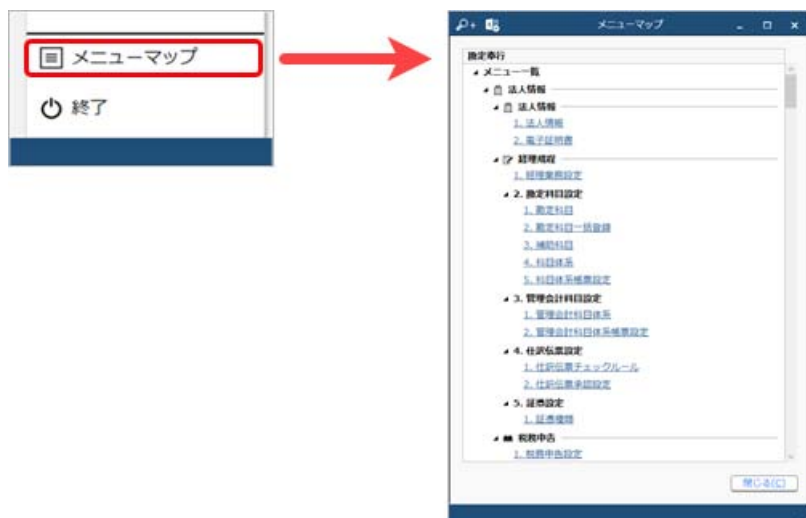 メニューマップ
終了
メニューマップ
勘定奉行
メニュー一覧
法人情報
法人情報
1. 法人情報
2. 電子証明書
経理規程
1. 経理業務設定
2. 勘定科目設定
1. 勘定科目
2. 勘定科目一括登録
3. 補助科目
4. 科目体系
5. 科目体系帳票設定
3. 管理会計科目設定
1. 管理会計科目体系
2. 管理会計科目体系帳票設定
4. 仕訳伝票設定
1. 仕訳伝票チェックルール
2. 仕訳伝票承認設定
5. 証憑設定
1. 証憑種類
税務申告
1. 税務申告設定
閉じる(C)